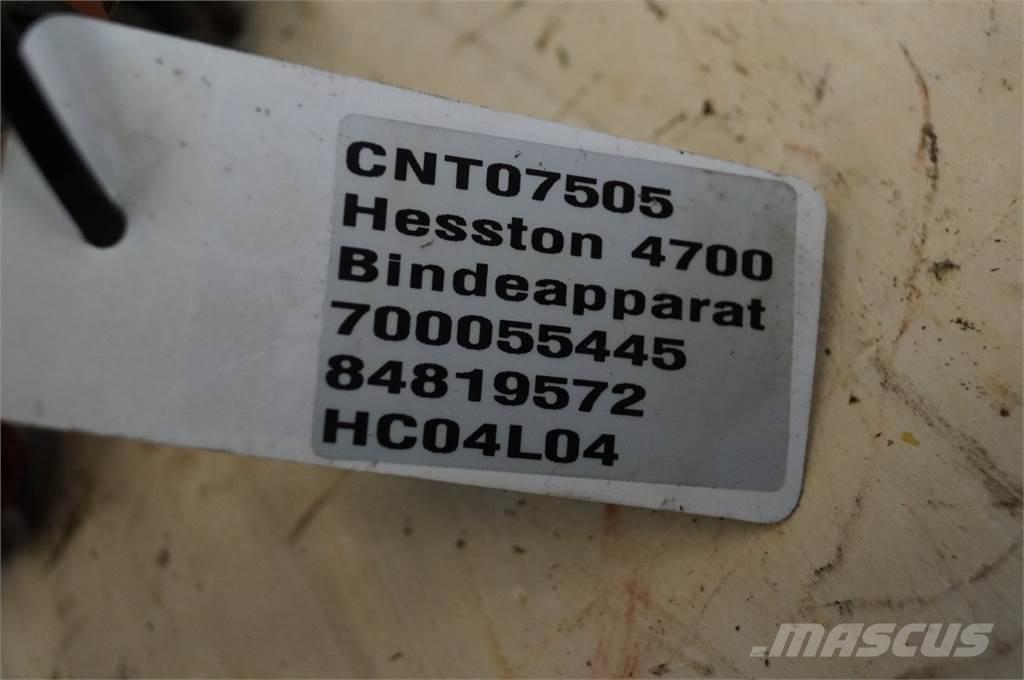 CNT07505
Hesston 4700
Bindeapparat
700055445
84819572
HC04L04
MASCUS